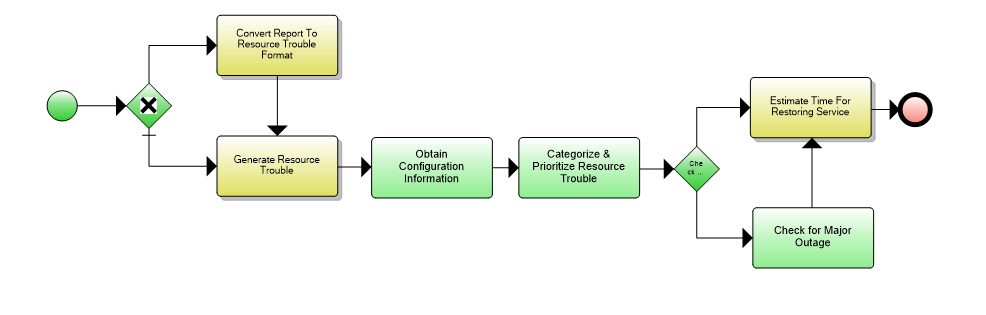 Convert Report To
Resource Trouble
Format
Generate Resource
Trouble
Obtain
Configuration
Information
Categorize &
Prioritize Resource
Trouble
Che
ck ...
Estimate Time For
Restoring Service
Check for Major
Outage